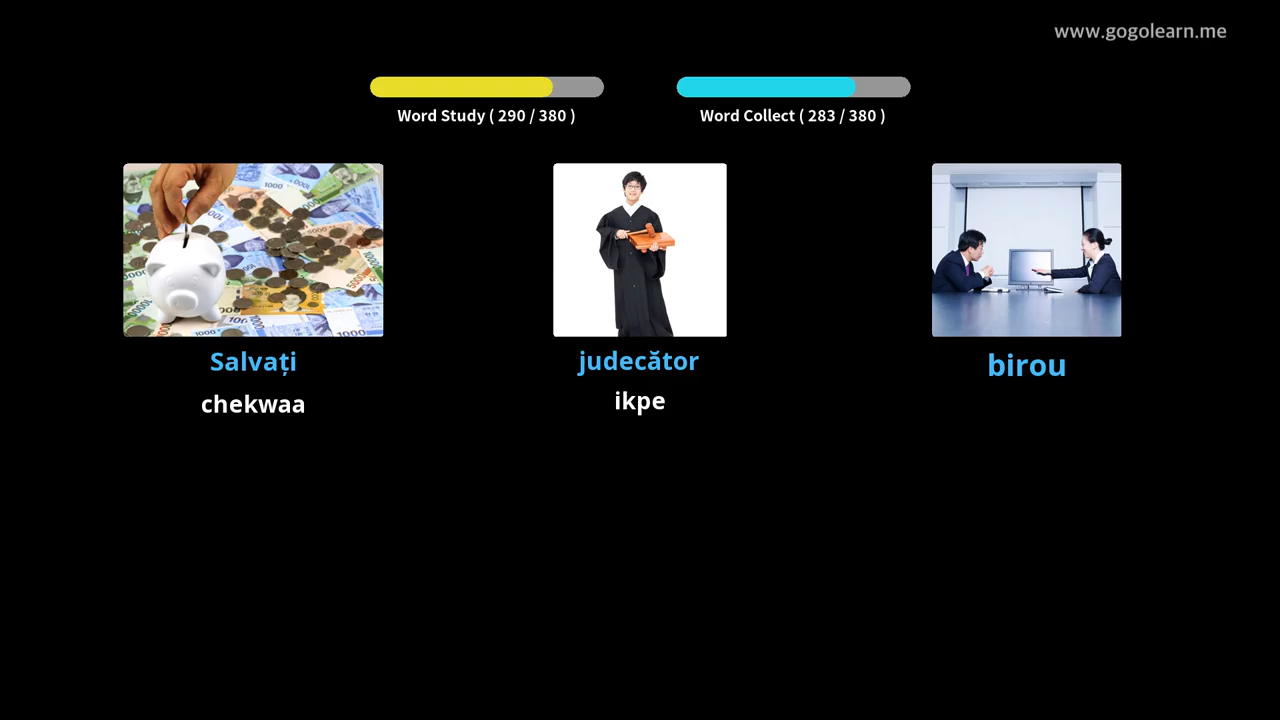 www.gogolearn.me
Word Study ( 290 / 380 )
Word Collect ( 283 / 380 )
Salvați
chekwaa
judecător
ikpe
birou